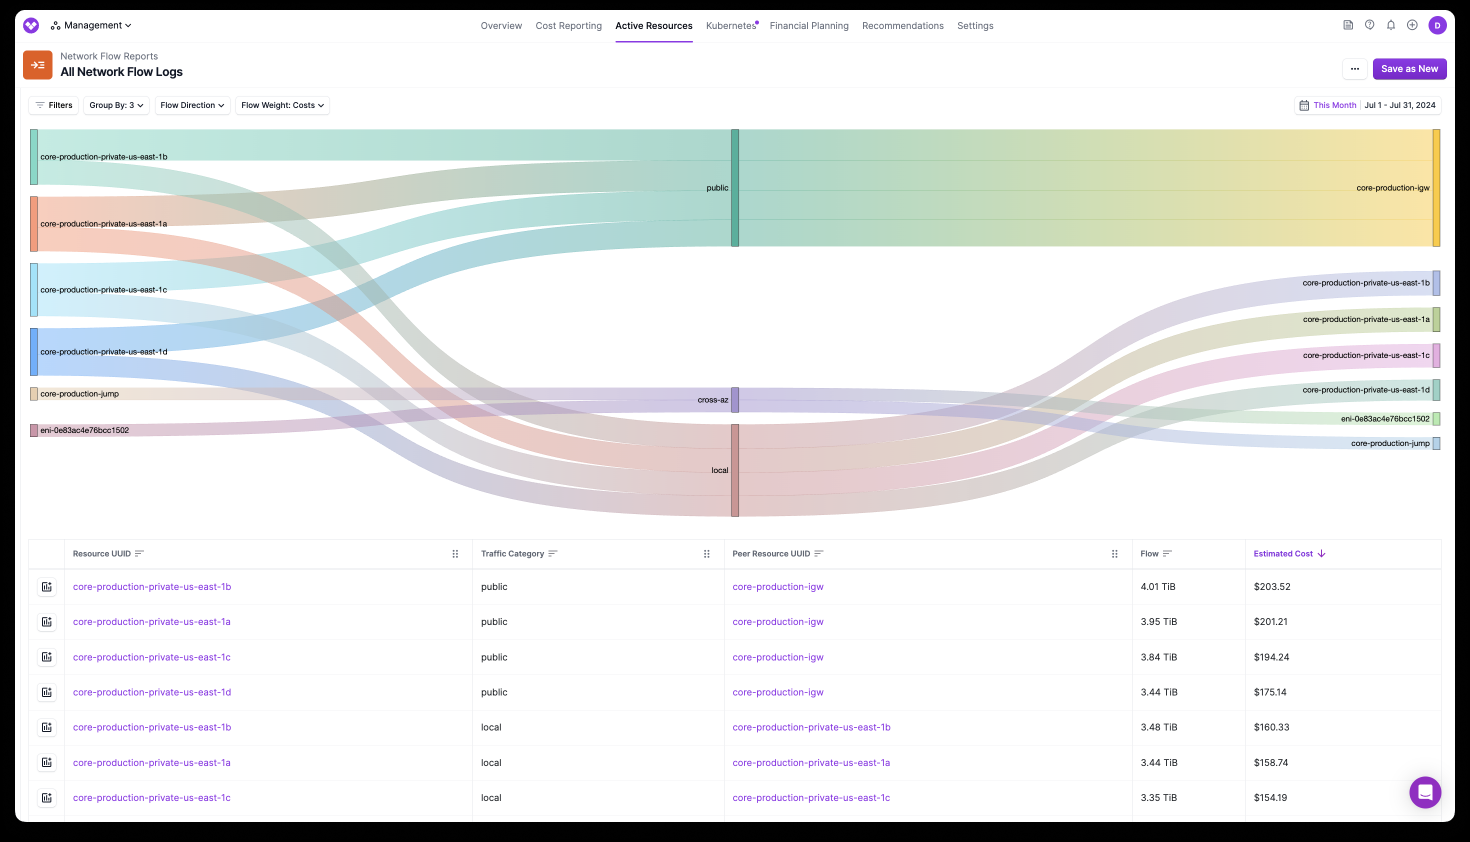 Management
Overview
Cost Reporting
Active Resources
Kubernetes
Financial Planning
Recommendations
Settings
D
Network Flow Reports
All Network Flow Logs
...
Save as New
Filters
Group By: 3
Flow Direction
Flow Weight: Costs
This Month
Jul 1 - Jul 31, 2024
core-production-private-us-east-1b
core-production-private-us-east-1a
core-production-private-us-east-1c
core-production-private-us-east-1d
core-production-jump
eni-0e83ac4e76bcc1502
public
cross-az
local
core-production-igw
core-production-private-us-east-1b
core-production-private-us-east-1a
core-production-private-us-east-1c
core-production-private-us-east-1d
eni-0e83ac4e76bcc1502
core-production-jump
Resource UUID Traffic Category Peer Resource UUID Flow Estimated Cost
core-production-private-us-east-1b public core-production-igw 4.01 TiB $203.52
core-production-private-us-east-1a public core-production-igw 3.95 TiB $201.21
core-production-private-us-east-1c public core-production-igw 3.84 TiB $194.24
core-production-private-us-east-1d public core-production-igw 3.44 TiB $175.14
core-production-private-us-east-1b local core-production-private-us-east-1b 3.48 TiB $160.33
core-production-private-us-east-1a local core-production-private-us-east-1a 3.44 TiB $158.74
core-production-private-us-east-1c local core-production-private-us-east-1c 3.35 TiB $154.19